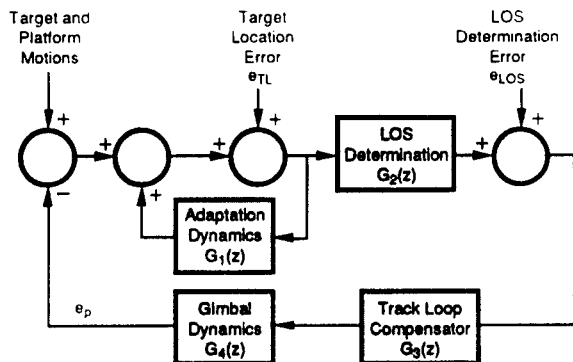 Target and
Platform
Motions
Target
Location
Error
e_TL
LOS
Determination
Error
e_LOS
+
+
+
+
+
+
LOS
Determination
G₂(z)
−
+
Adaptation
Dynamics
G₁(z)
e_p
Gimbal
Dynamics
G₄(z)
Track Loop
Compensator
G₃(z)